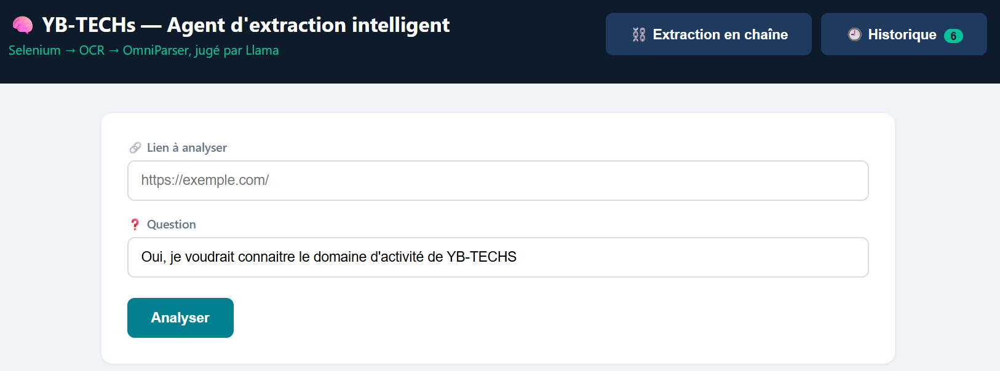 YB-TECHs — Agent d'extraction intelligent
Selenium → OCR → OmniParser, jugé par Llama
Extraction en chaîne
Historique 6
Lien à analyser
https://exemple.com/
Question
Oui, je voudrait connaitre le domaine d'activité de YB-TECHS
Analyser